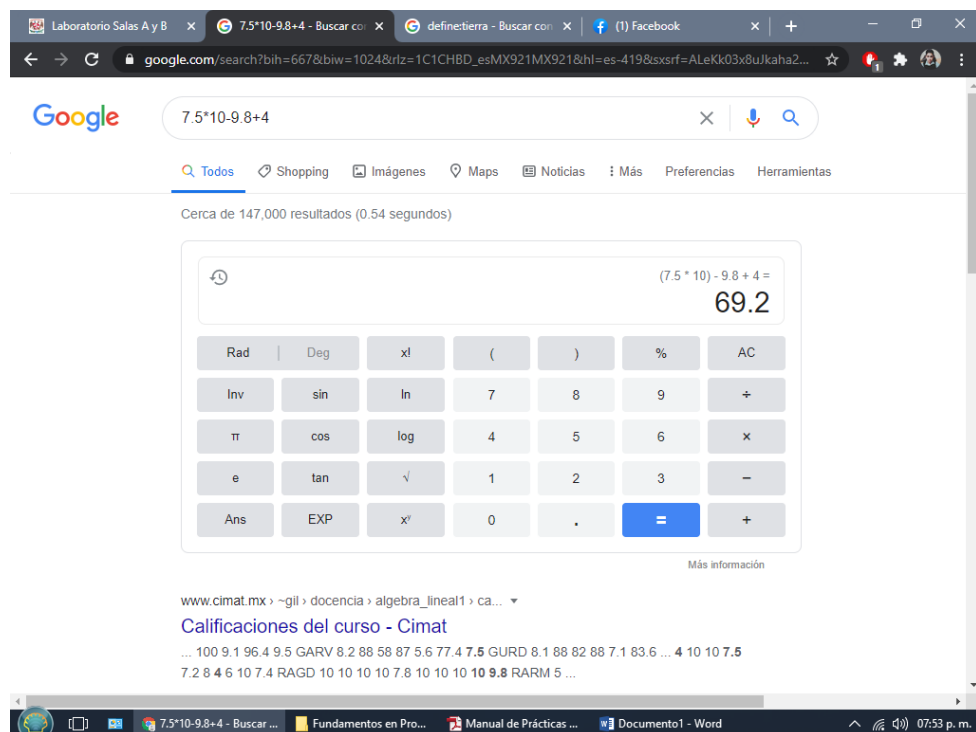 Laboratorio Salas A y B
7.5*10-9.8+4 - Buscar co
define:tierra - Buscar con
(1) Facebook
google.com/search?bih=667&biw=1024&rlz=1C1CHBD_esMX921MX921&hl=es-419&sxsrf=ALeKk03x8uJkaha2...
1
Google
7.5*10-9.8+4
Todos Shopping Imágenes Maps Noticias Más Preferencias Herramientas
Cerca de 147,000 resultados (0.54 segundos)
(7.5 * 10) - 9.8 + 4 =
69.2
Rad | Deg x! ( ) % AC
Inv sin ln 7 8 9 ÷
π cos log 4 5 6 ×
e tan √ 1 2 3 −
Ans EXP xʸ 0 . = +
Más información
www.cimat.mx › ~gil › docencia › algebra_lineal1 › ca...
Calificaciones del curso - Cimat
... 100 9.1 96.4 9.5 GARV 8.2 88 58 87 5.6 77.4 7.5 GURD 8.1 88 82 88 7.1 83.6 ... 4 10 10 7.5
7.2 8 4 6 10 7.4 RAGD 10 10 10 10 7.8 10 10 10 10 9.8 RARM 5 ...
7.5*10-9.8+4 - Buscar ...
Fundamentos en Pro...
Manual de Prácticas ...
Documento1 - Word
07:53 p. m.